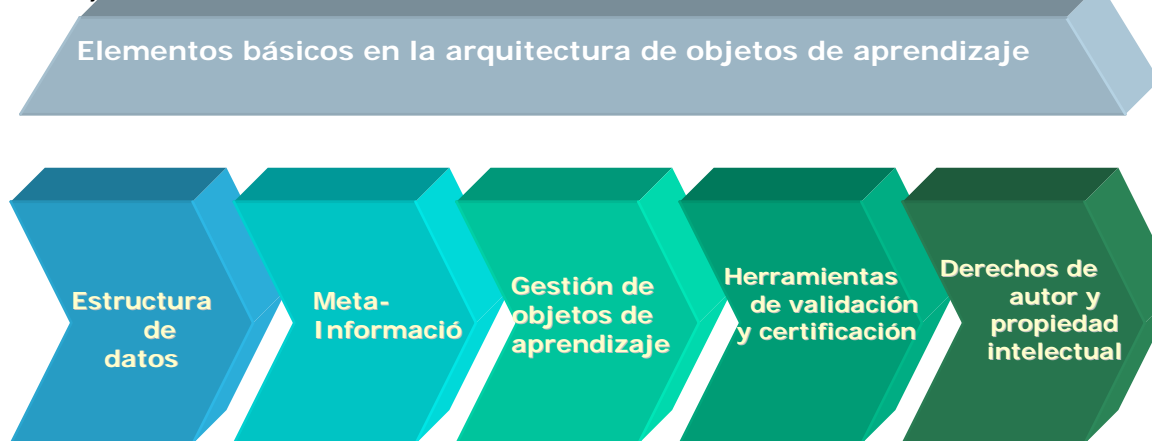 Elementos básicos en la arquitectura de objetos de aprendizaje
Estructura
de
datos
Meta-
Informació
Gestión de
objetos de
aprendizaje
Herramientas
de validación
y certificación
Derechos de
autor y
propiedad
intelectual